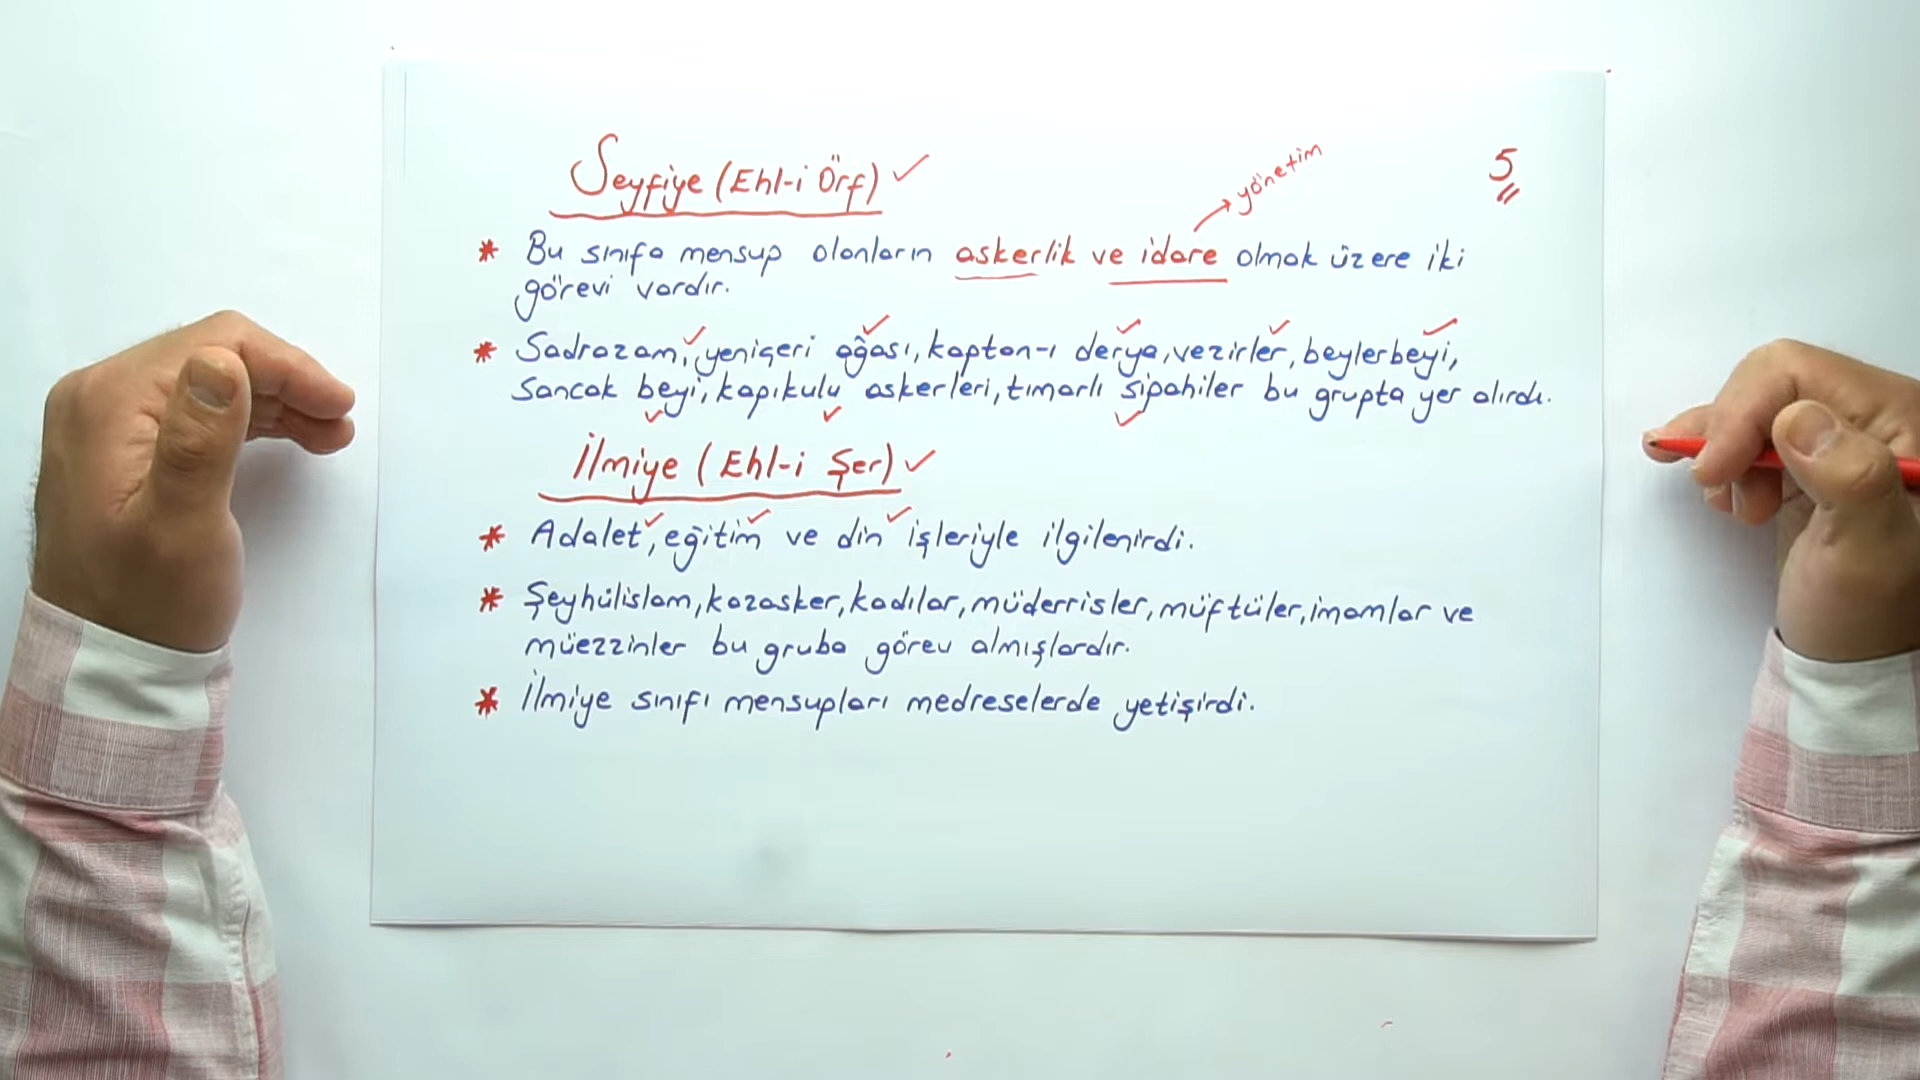 Seyfiye (Ehl-i Örf)
yönetim
5
* Bu sınıfa mensup olanların askerlik ve idare olmak üzere iki
görevi vardır.
* Sadrazam, yeniçeri ağası, kaptan-ı derya, vezirler, beylerbeyi,
sancak beyi, kapıkulu askerleri, tımarlı sipahiler bu grupta yer alırdı.
İlmiye (Ehl-i Şer)
* Adalet, eğitim ve din işleriyle ilgilenirdi.
* Şeyhülislam, kazasker, kadılar, müderrisler, müftüler, imamlar ve
müezzinler bu gruba görev almışlardır.
* İlmiye sınıfı mensupları medreselerde yetişirdi.